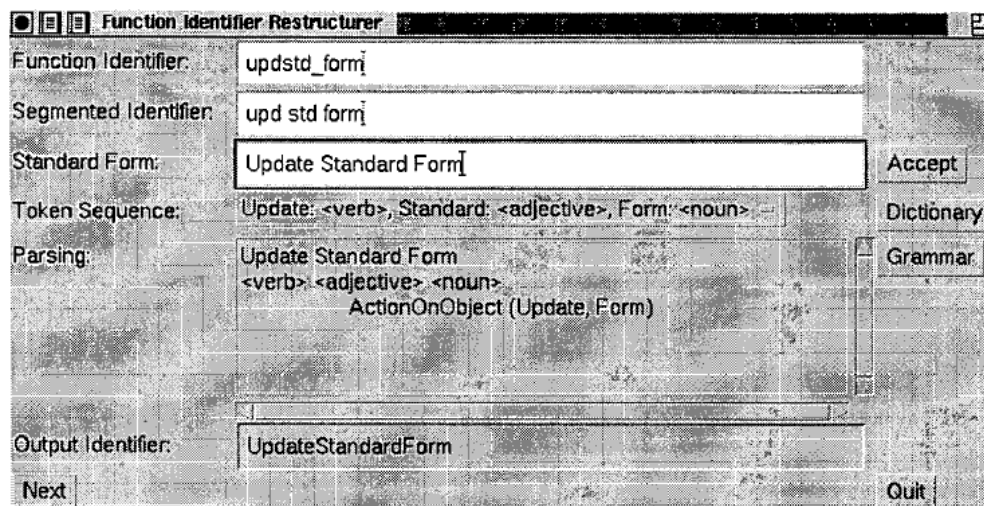 Function Identifier Restructurer
Function Identifier: updstd_form
Segmented Identifier: upd std form
Standard Form: Update Standard Form Accept
Token Sequence: Update: <verb>, Standard: <adjective>, Form: <noun> Dictionary
Parsing: Update Standard Form Grammar
<verb> <adjective> <noun>
ActionOnObject (Update, Form)
Output Identifier: UpdateStandardForm
Next Quit